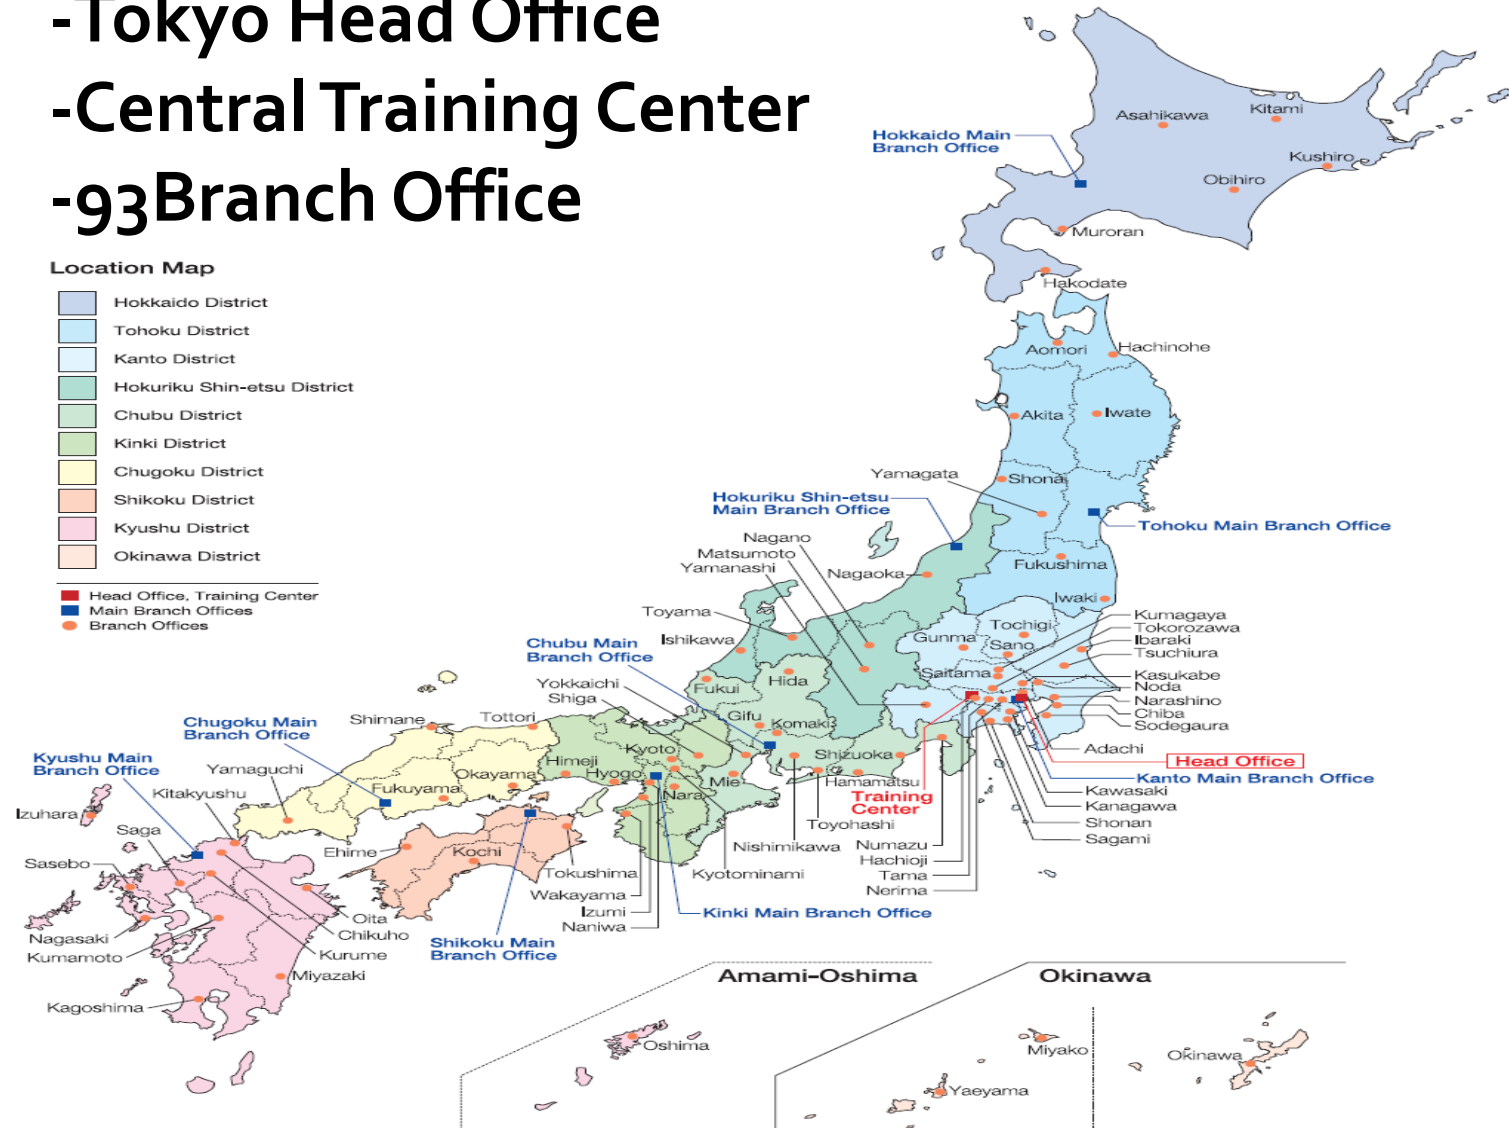 -Tokyo Head Office
-Central Training Center
-93Branch Office
Location Map
Hokkaido District
Tohoku District
Kanto District
Hokuriku Shin-etsu District
Chubu District
Kinki District
Chugoku District
Shikoku District
Kyushu District
Okinawa District
Head Office, Training Center
Main Branch Offices
Branch Offices
Hokkaido Main
Branch Office
Asahikawa
Kitami
Kushiro
Obihiro
Muroran
Hakodate
Aomori
Hachinohe
Akita
Iwate
Yamagata
Shona
Hokuriku Shin-etsu
Main Branch Office
Tohoku Main Branch Office
Nagano
Matsumoto
Yamanashi
Nagaoka
Fukushima
Iwaki
Toyama
Ishikawa
Chubu Main
Branch Office
Kumagaya
Tokorozawa
Ibaraki
Tsuchiura
Tochigi
Gunma
Sano
Saitama
Kasukabe
Noda
Narashino
Chiba
Sodegaura
Adachi
Head Office
Kanto Main Branch Office
Kawasaki
Kanagawa
Shonan
Sagami
Yokkaichi
Shiga
Fukui
Hida
Gifu
Komaki
Shizuoka
Hamamatsu
Training
Center
Toyohashi
Numazu
Hachioji
Tama
Nerima
Nishimikawa
Kyotominami
Kinki Main Branch Office
Chugoku Main
Branch Office
Shimane
Tottori
Kyoto
Himeji
Hyogo
Mie
Nara
Okayama
Fukuyama
Kyushu Main
Branch Office
Yamaguchi
Kitakyushu
Izuhara
Saga
Sasebo
Ehime
Kochi
Tokushima
Wakayama
Izumi
Naniwa
Shikoku Main
Branch Office
Oita
Chikuho
Kurume
Nagasaki
Kumamoto
Miyazaki
Kagoshima
Amami-Oshima
Okinawa
Oshima
Miyako
Okinawa
Yaeyama